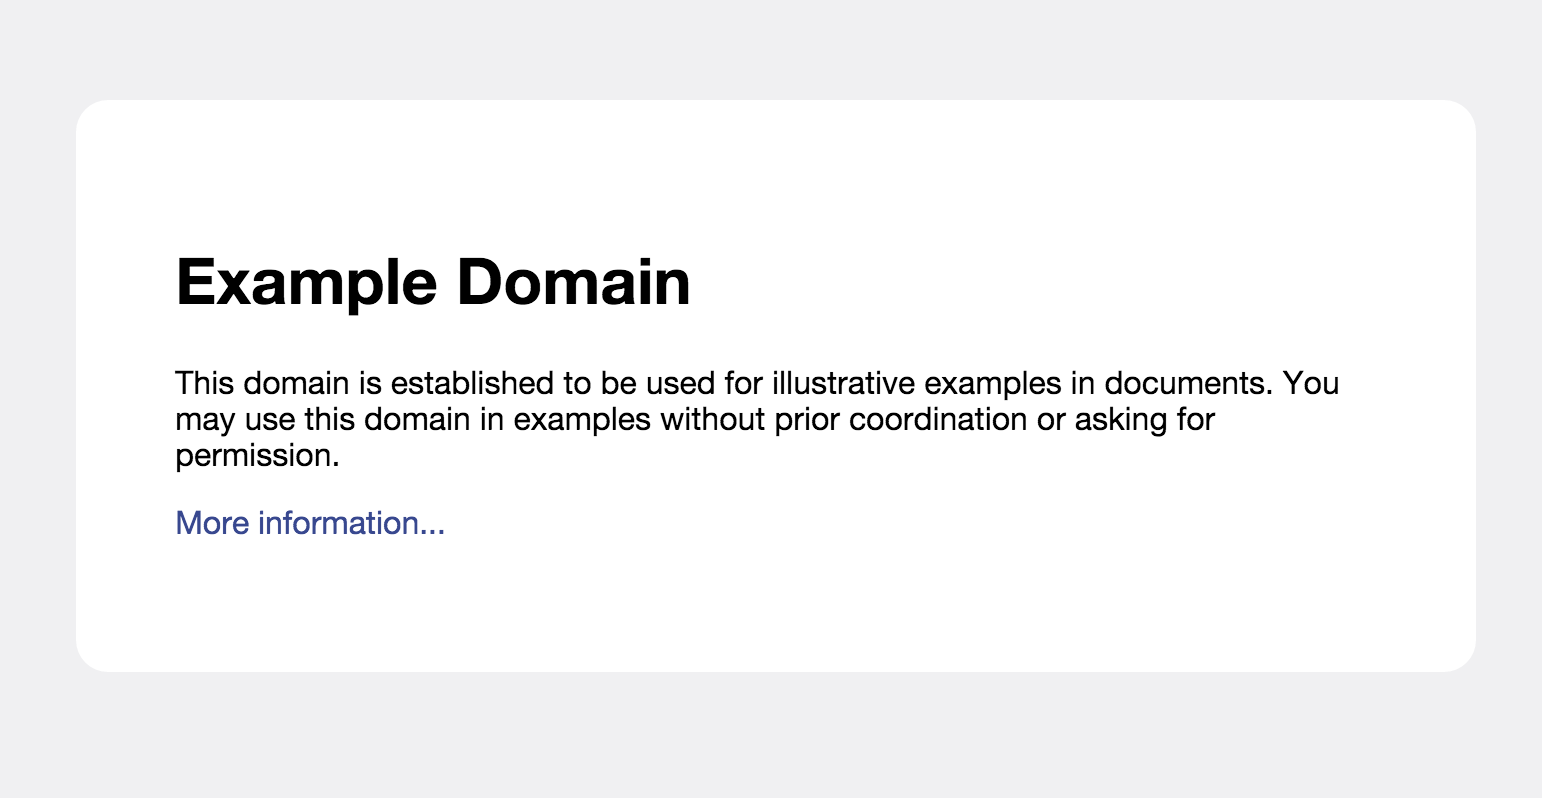 Example Domain
This domain is established to be used for illustrative examples in documents. You
may use this domain in examples without prior coordination or asking for
permission.
More information...